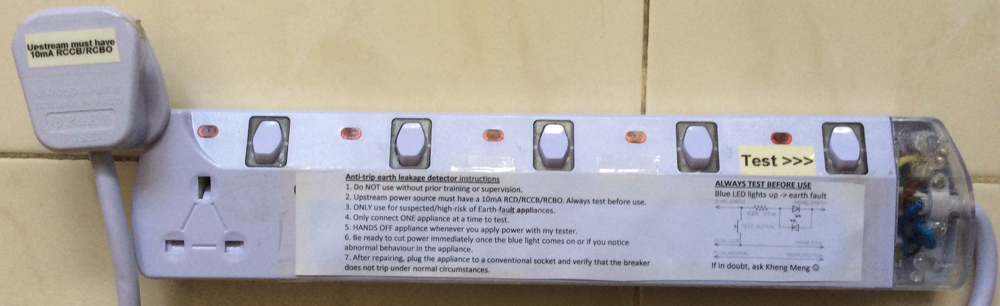 Upstream must have
10mA RCCB/RCBO
Test >>>
Anti-trip earth leakage detector instructions
1. Do NOT use without prior training or supervision.
2. Upstream power source must have a 10mA RCD/RCCB/RCBO. Always test before use.
3. ONLY use for suspected/high-risk of Earth-fault appliances.
4. Only connect ONE appliance at a time to test.
5. HANDS OFF appliance whenever you apply power with my tester.
6. Be ready to cut power immediately once the blue light comes on or if you notice
abnormal behaviour in the appliance.
7. After repairing, plug the appliance to a conventional socket and verify that the breaker
does not trip under normal circumstances.
ALWAYS TEST BEFORE USE
Blue LED lights up -> earth fault
PLUG_EARTH MAINS_EARTH
62K ohm
TEST_BUTTON
PLUG_LIVE MAINS_LIVE
PLUG_NEUTRAL MAINS_NEUTRAL
If in doubt, ask Kheng Meng ☺